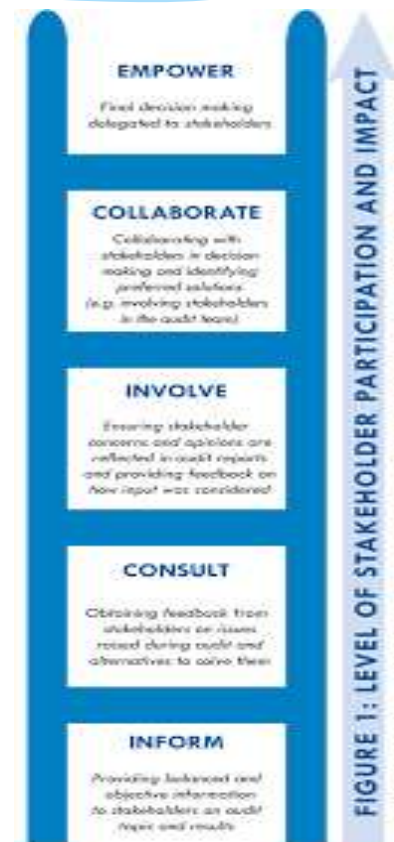 EMPOWER
Final decision making
delegated to stakeholders
COLLABORATE
Collaborating with
stakeholders in decision
making and identifying
preferred solutions
(e.g. involving stakeholders
in the audit team)
INVOLVE
Ensuring stakeholder
concerns and opinions are
reflected in audit reports
and providing feedback on
how input was considered
CONSULT
Obtaining feedback from
stakeholders on issues
raised during audit and
alternatives to solve them
INFORM
Providing balanced and
objective information
to stakeholders on audit
topic and results
FIGURE 1: LEVEL OF STAKEHOLDER PARTICIPATION AND IMPACT